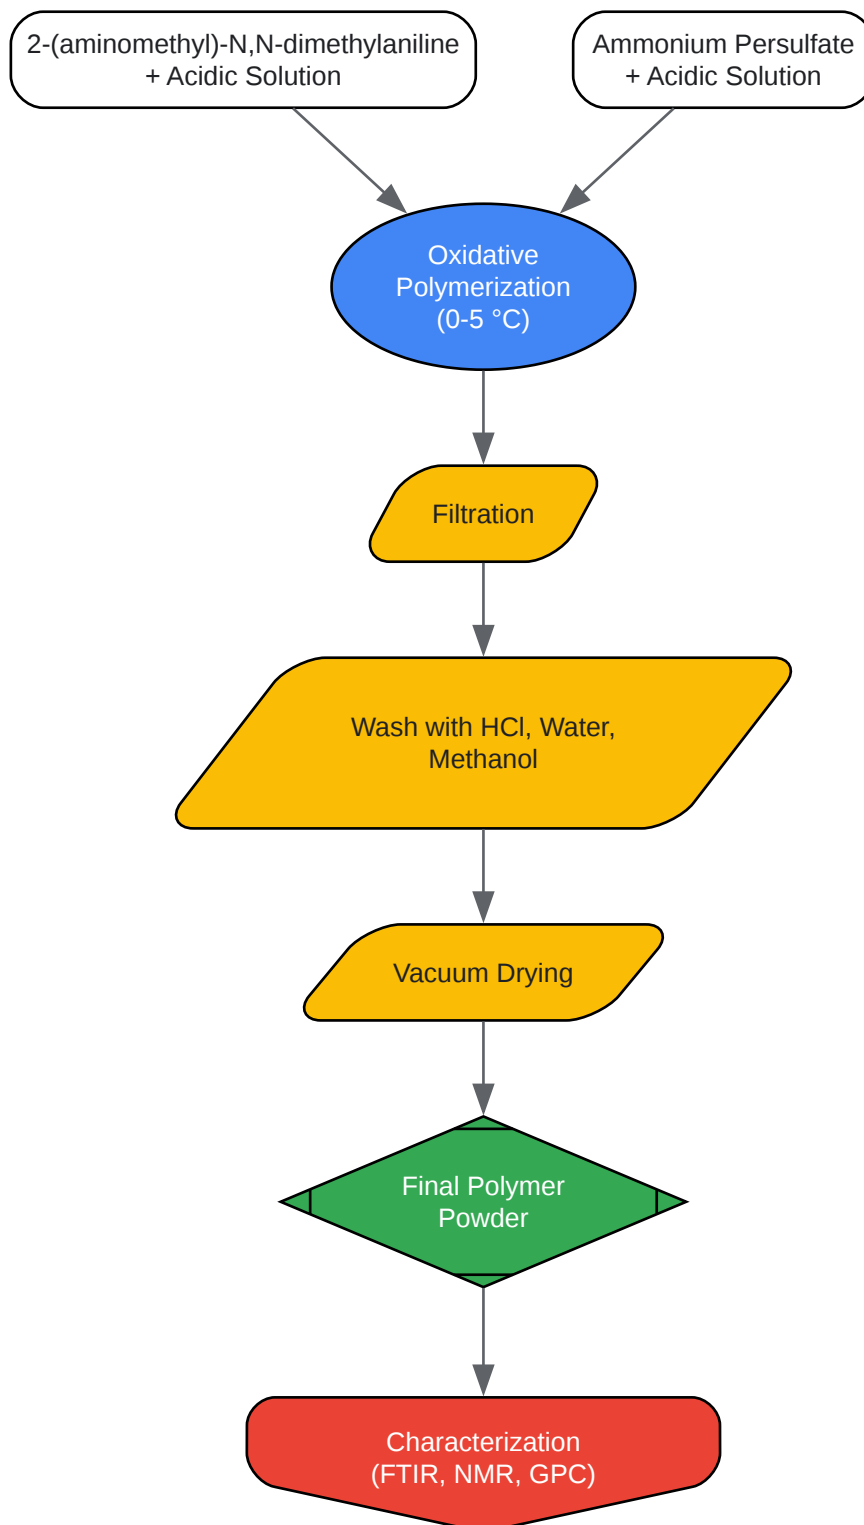 2-(aminomethyl)-N,N-dimethylaniline
+ Acidic Solution
Ammonium Persulfate
+ Acidic Solution
Oxidative
Polymerization
(0-5 °C)
Filtration
Wash with HCl, Water,
Methanol
Vacuum Drying
Final Polymer
Powder
Characterization
(FTIR, NMR, GPC)